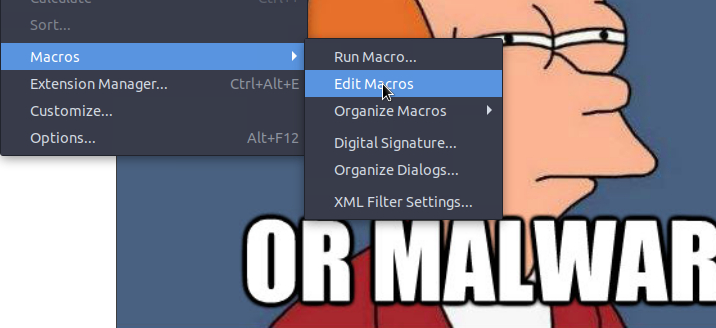 Calculate Ctrl+
Sort...
Macros
Extension Manager... Ctrl+Alt+E
Customize...
Options... Alt+F12
Run Macro...
Edit Macros
Organize Macros
Digital Signature...
Organize Dialogs...
XML Filter Settings...
OR MALWAR